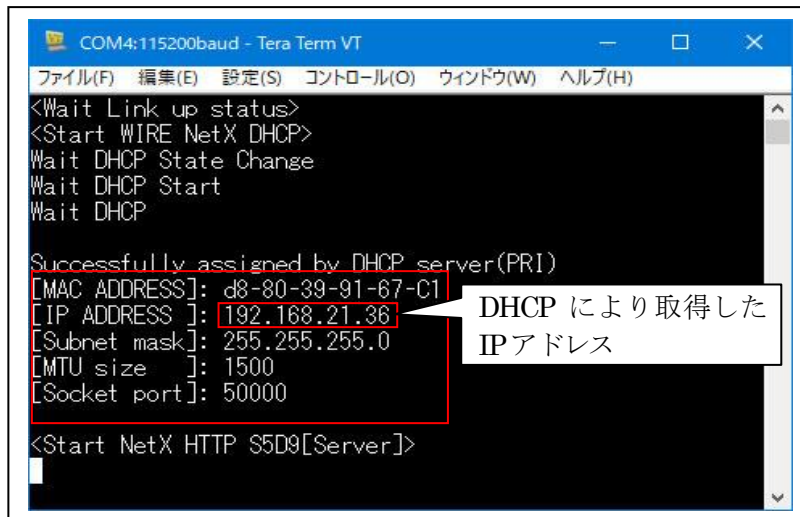 COM4:115200baud - Tera Term VT
ファイル(F) 編集(E) 設定(S) コントロール(O) ウィンドウ(W) ヘルプ(H)
<Wait Link up status>
<Start WIRE NetX DHCP>
Wait DHCP State Change
Wait DHCP Start
Wait DHCP
Successfully assigned by DHCP server(PRI)
[MAC ADDRESS]: d8-80-39-91-67-C1
[IP ADDRESS ]: 192.168.21.36
[Subnet mask]: 255.255.255.0
[MTU size   ]: 1500
[Socket port]: 50000
DHCP により取得した
IPアドレス
<Start NetX HTTP S5D9[Server]>